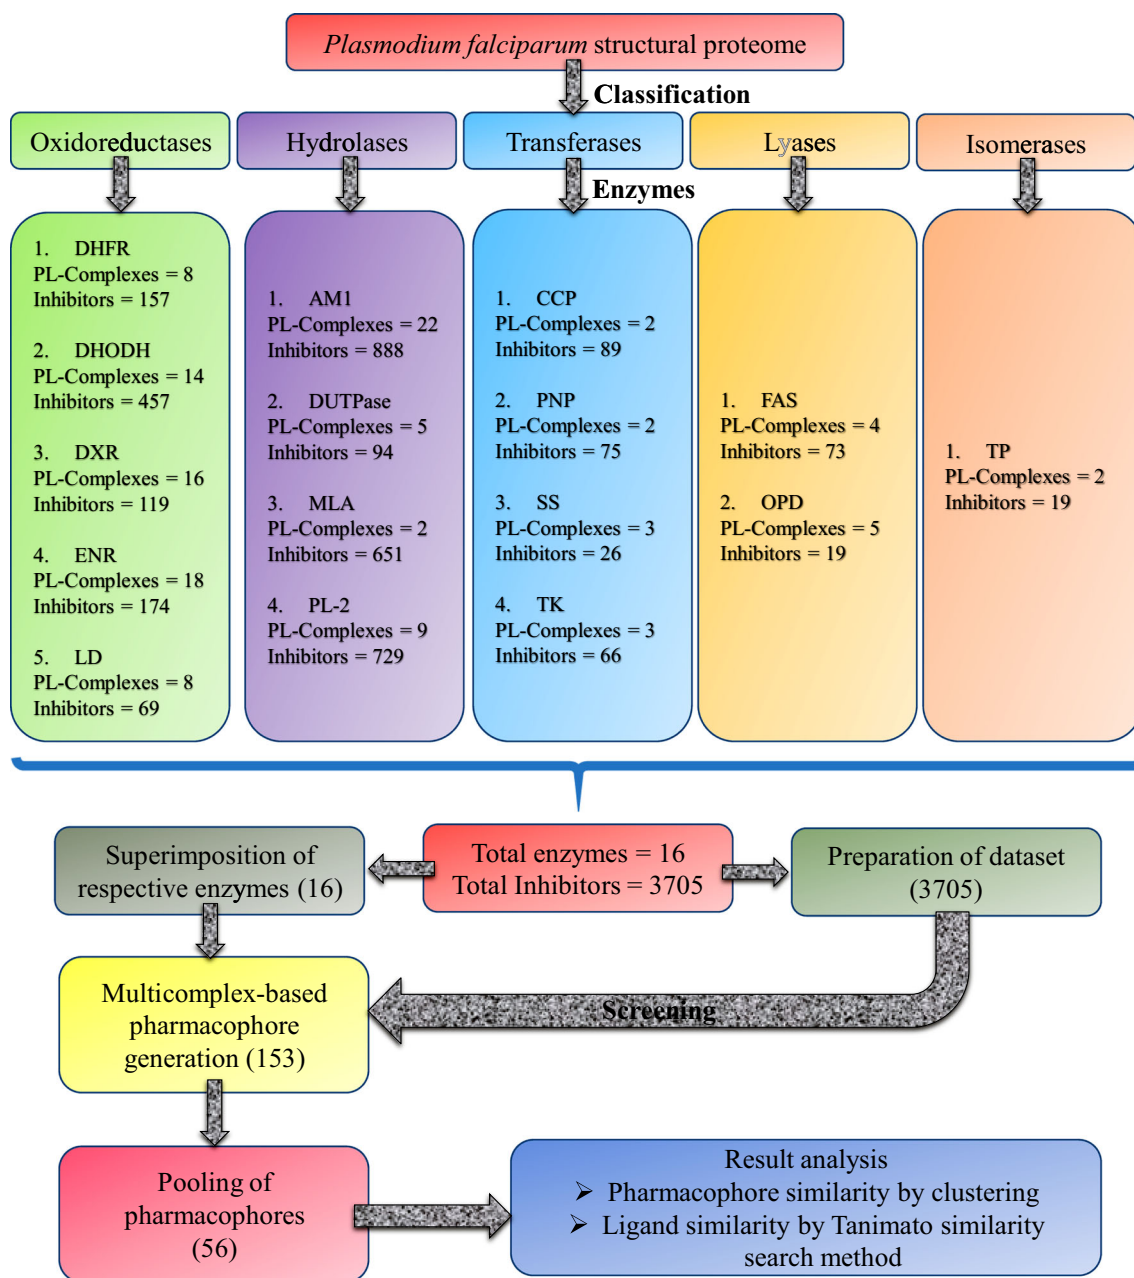 Plasmodium falciparum structural proteome
Classification
Oxidoreductases
Hydrolases
Transferases
Lyases
Isomerases
Enzymes
1. DHFR
PL-Complexes = 8
Inhibitors = 157
2. DHODH
PL-Complexes = 14
Inhibitors = 457
3. DXR
PL-Complexes = 16
Inhibitors = 119
4. ENR
PL-Complexes = 18
Inhibitors = 174
5. LD
PL-Complexes = 8
Inhibitors = 69
1. AM1
PL-Complexes = 22
Inhibitors = 888
2. DUTPase
PL-Complexes = 5
Inhibitors = 94
3. MLA
PL-Complexes = 2
Inhibitors = 651
4. PL-2
PL-Complexes = 9
Inhibitors = 729
1. CCP
PL-Complexes = 2
Inhibitors = 89
2. PNP
PL-Complexes = 2
Inhibitors = 75
3. SS
PL-Complexes = 3
Inhibitors = 26
4. TK
PL-Complexes = 3
Inhibitors = 66
1. FAS
PL-Complexes = 4
Inhibitors = 73
2. OPD
PL-Complexes = 5
Inhibitors = 19
1. TP
PL-Complexes = 2
Inhibitors = 19
Superimposition of
respective enzymes (16)
Total enzymes = 16
Total Inhibitors = 3705
Preparation of dataset
(3705)
Multicomplex-based
pharmacophore
generation (153)
Screening
Pooling of
pharmacophores
(56)
Result analysis
➢ Pharmacophore similarity by clustering
➢ Ligand similarity by Tanimato similarity
search method